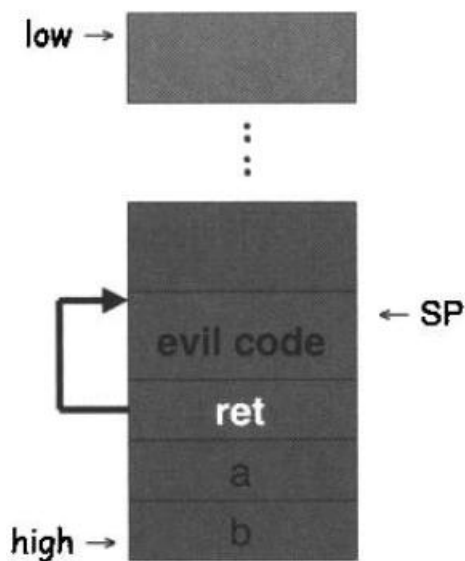 low →
← SP
evil code
ret
a
b
high →